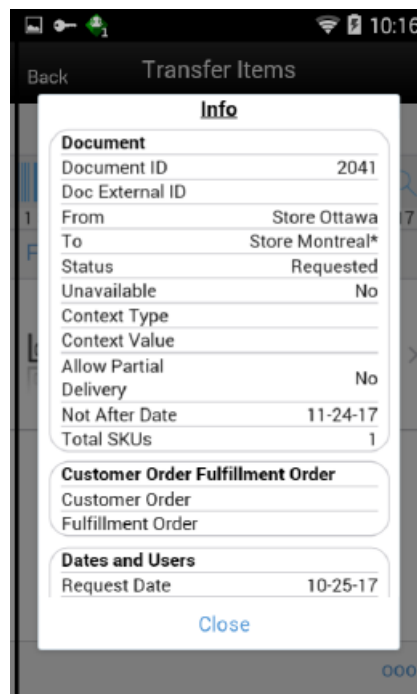 1
10:16
Back
Transfer Items
Info
Document
Document ID 2041
Doc External ID
From Store Ottawa
To Store Montreal*
Status Requested
Unavailable No
Context Type
Context Value
Allow Partial
Delivery No
Not After Date 11-24-17
Total SKUs 1
Customer Order Fulfillment Order
Customer Order
Fulfillment Order
Dates and Users
Request Date 10-25-17
Close
1
17
F